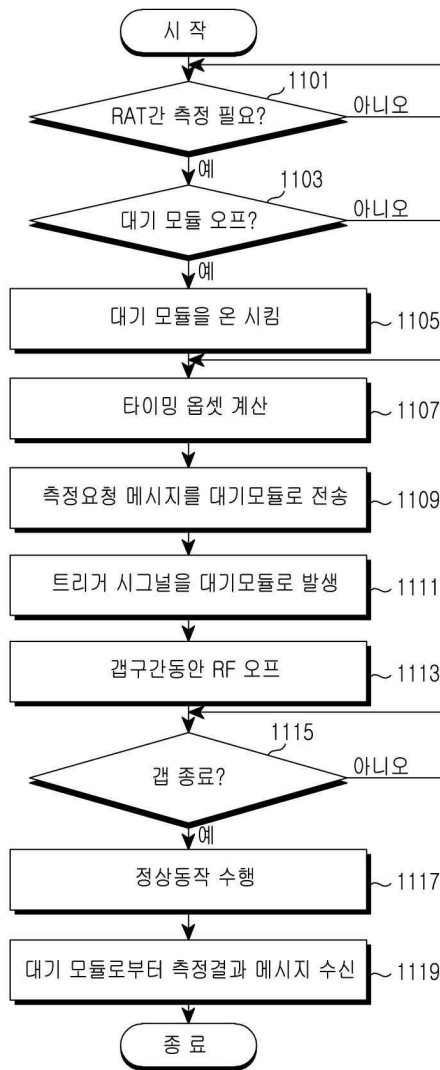 시 작
1101
RAT간 측정 필요?
아니오
예
1103
대기 모듈 오프?
아니오
예
대기 모듈을 온 시킴
1105
타이밍 옵셋 계산
1107
측정요청 메시지를 대기모듈로 전송
1109
트리거 시그널을 대기모듈로 발생
1111
갭구간동안 RF 오프
1113
1115
갭 종료?
아니오
예
정상동작 수행
1117
대기 모듈로부터 측정결과 메시지 수신
1119
종 료